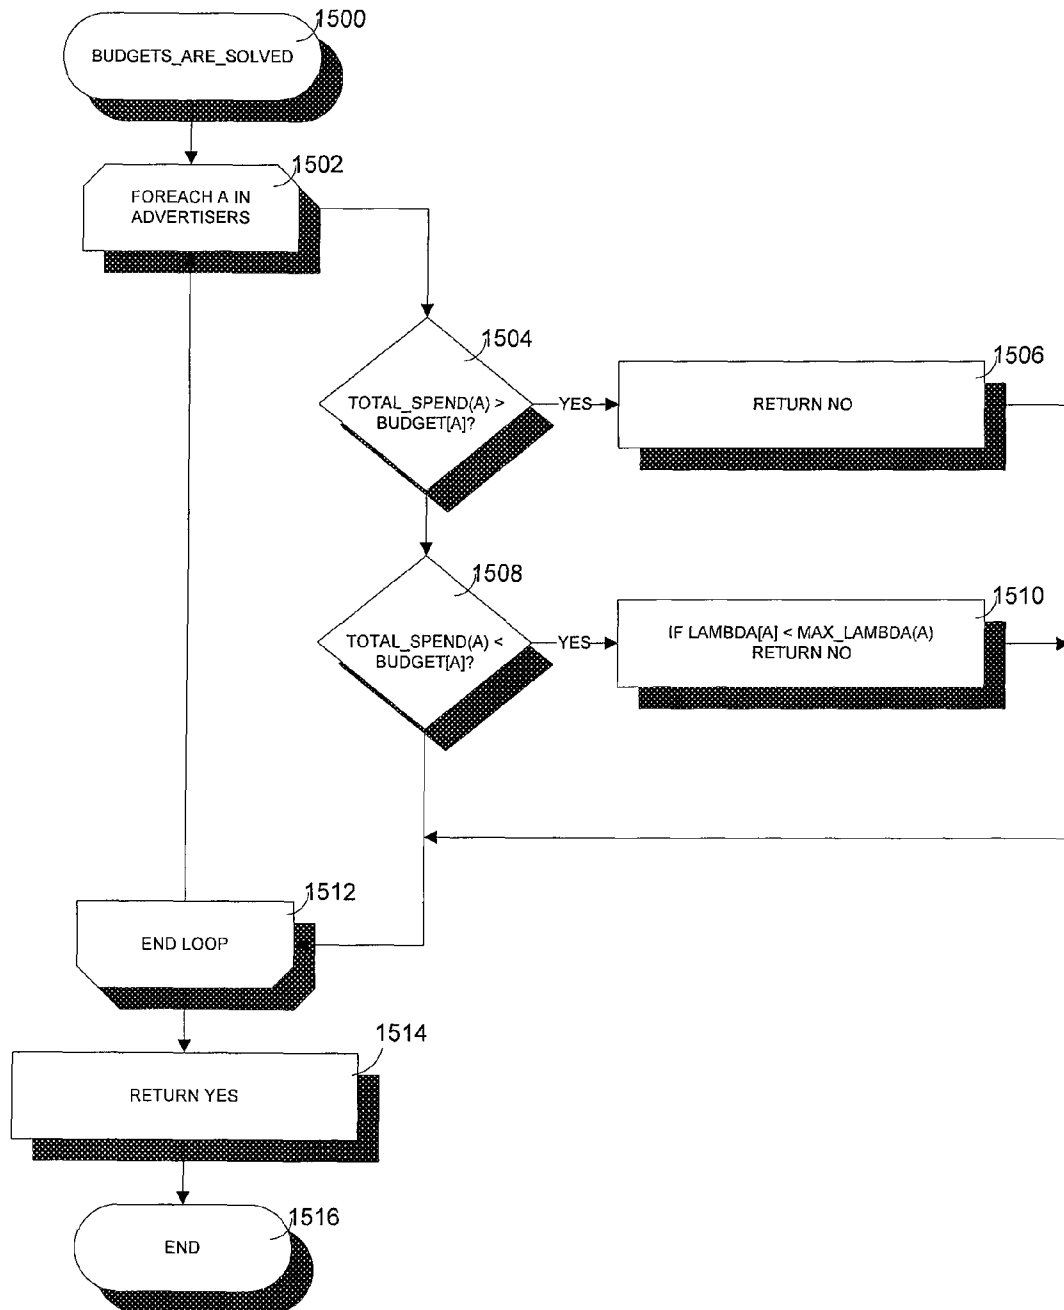 1500
BUDGETS_ARE_SOLVED
1502
FOREACH A IN
ADVERTISERS
1504
TOTAL_SPEND(A) >
BUDGET[A]?
YES
1506
RETURN NO
1508
TOTAL_SPEND(A) <
BUDGET[A]?
YES
1510
IF LAMBDA[A] < MAX_LAMBDA(A)
RETURN NO
1512
END LOOP
1514
RETURN YES
1516
END